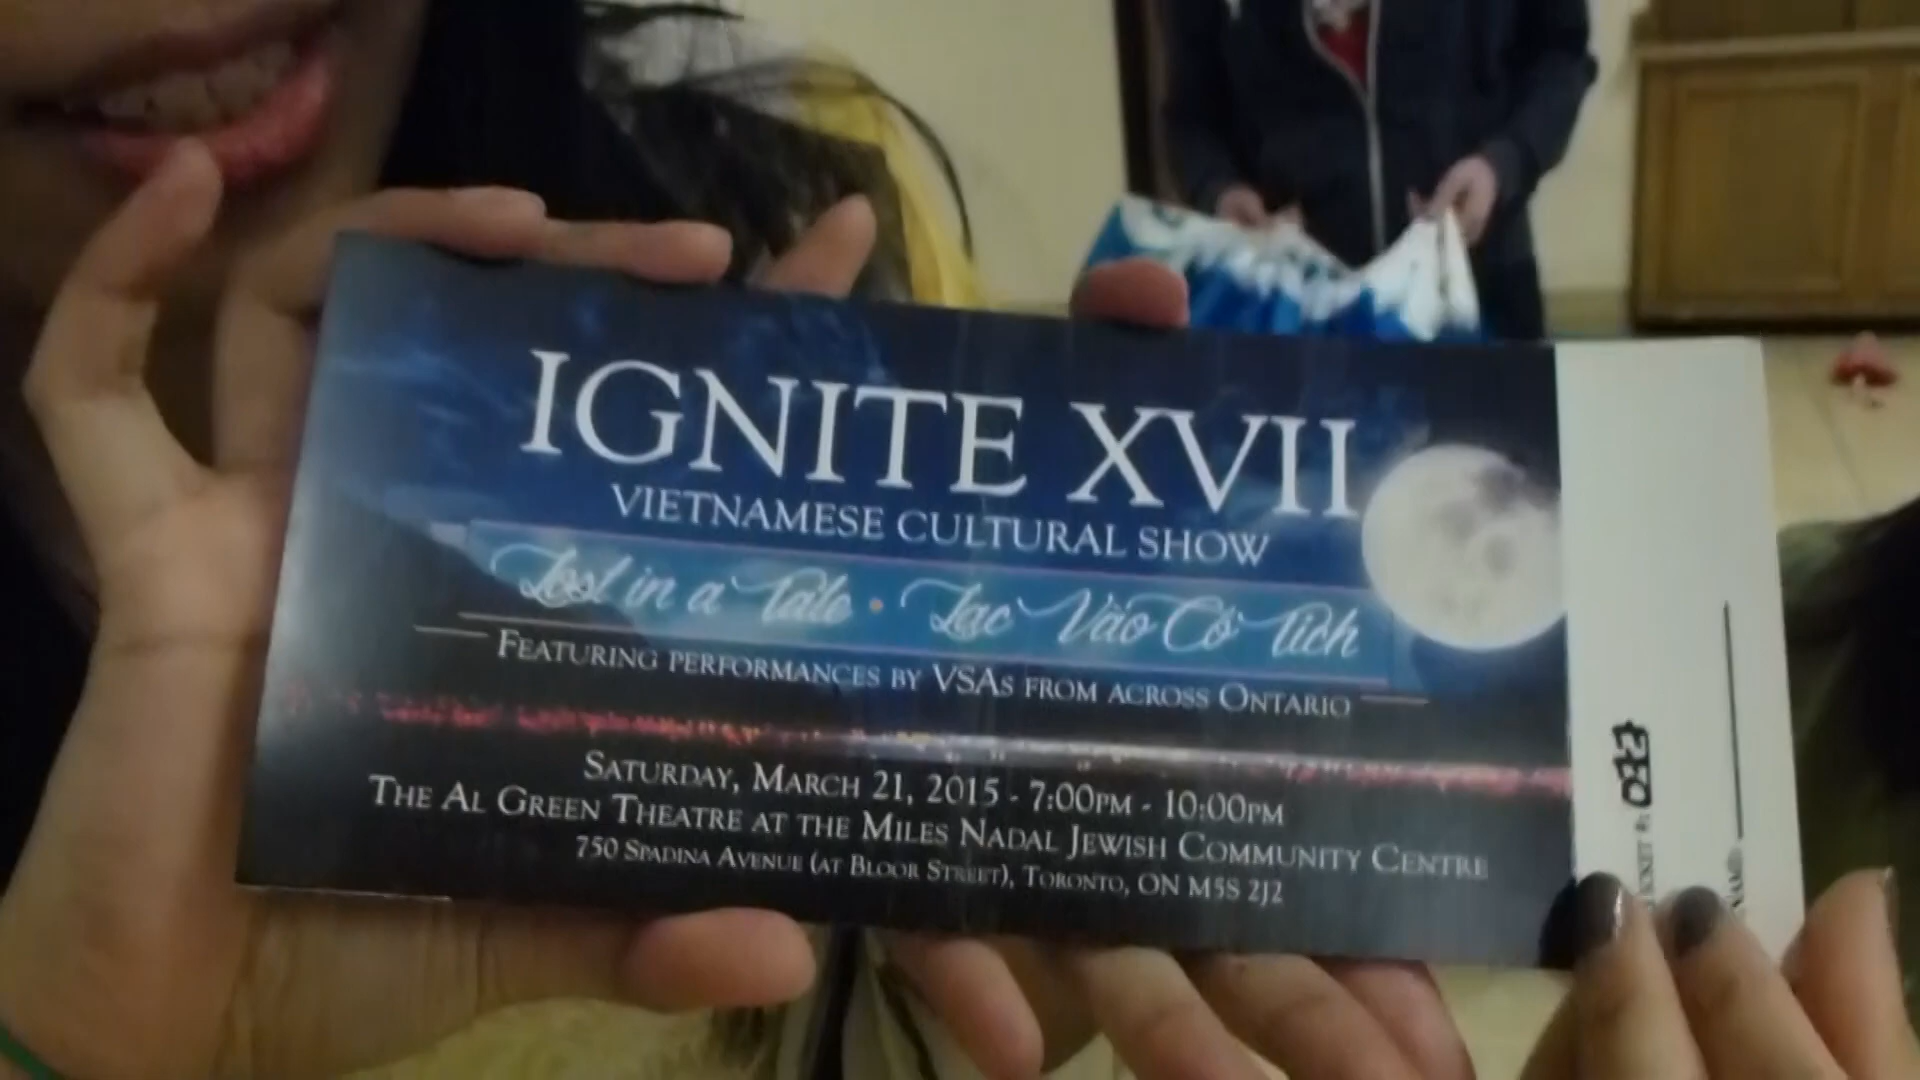 IGNITE XVII
VIETNAMESE CULTURAL SHOW
Lost in a Tale • Lạc Vào Cổ Tích
FEATURING PERFORMANCES BY VSAS FROM ACROSS ONTARIO
SATURDAY, MARCH 21, 2015 - 7:00PM - 10:00PM
THE AL GREEN THEATRE AT THE MILES NADAL JEWISH COMMUNITY CENTRE
750 SPADINA AVENUE (AT BLOOR STREET), TORONTO, ON M5S 2J2